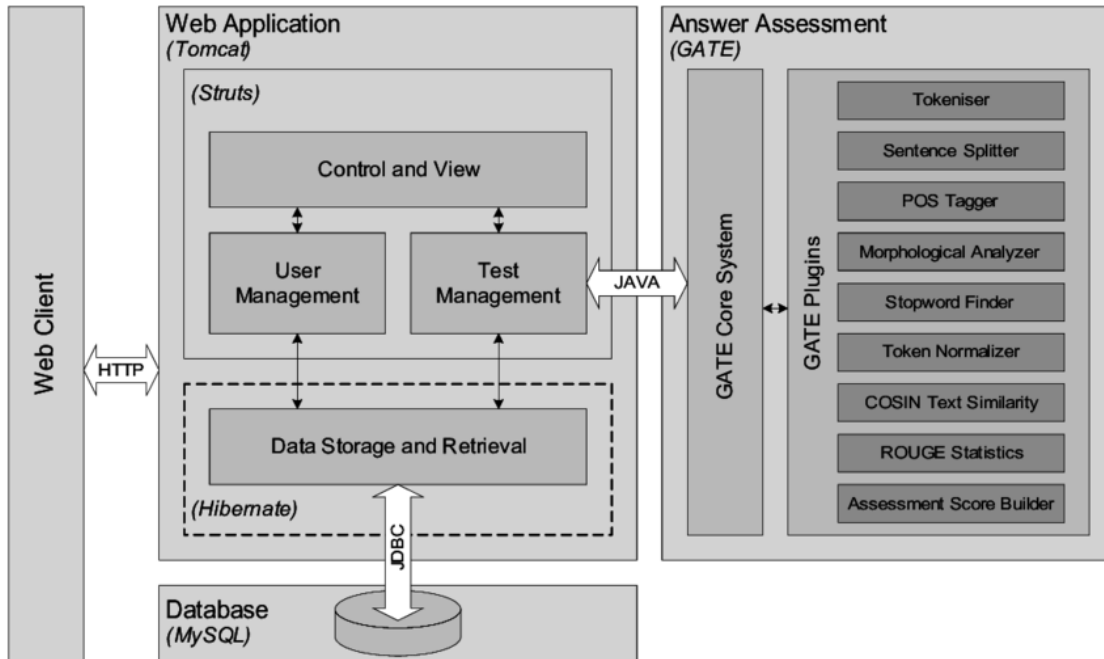 Web Client
HTTP
Web Application
(Tomcat)
(Struts)
Control and View
User
Management
Test
Management
Data Storage and Retrieval
(Hibernate)
JDBC
Database
(MySQL)
JAVA
Answer Assessment
(GATE)
GATE Core System
GATE Plugins
Tokeniser
Sentence Splitter
POS Tagger
Morphological Analyzer
Stopword Finder
Token Normalizer
COSIN Text Similarity
ROUGE Statistics
Assessment Score Builder